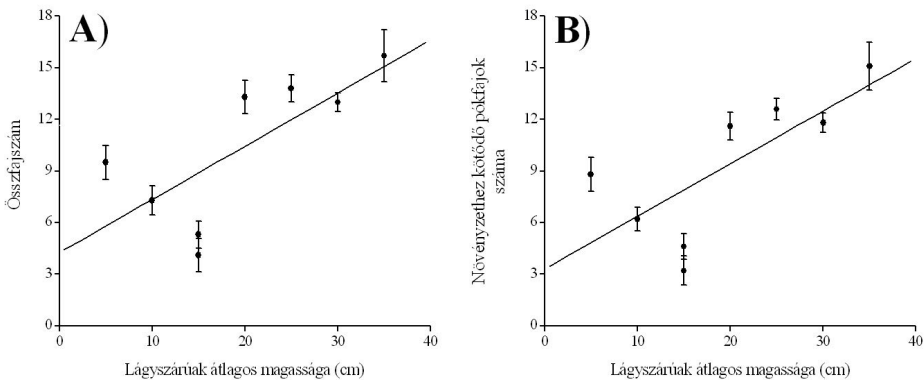 A)
18
15
12
9
6
3
0
Összfajszám
0 10 20 30 40
Lágyszárúak átlagos magassága (cm)
B)
18
15
12
9
6
3
0
Növényzethez kötödő pókfajok
száma
0 10 20 30 40
Lágyszárúak átlagos magassága (cm)